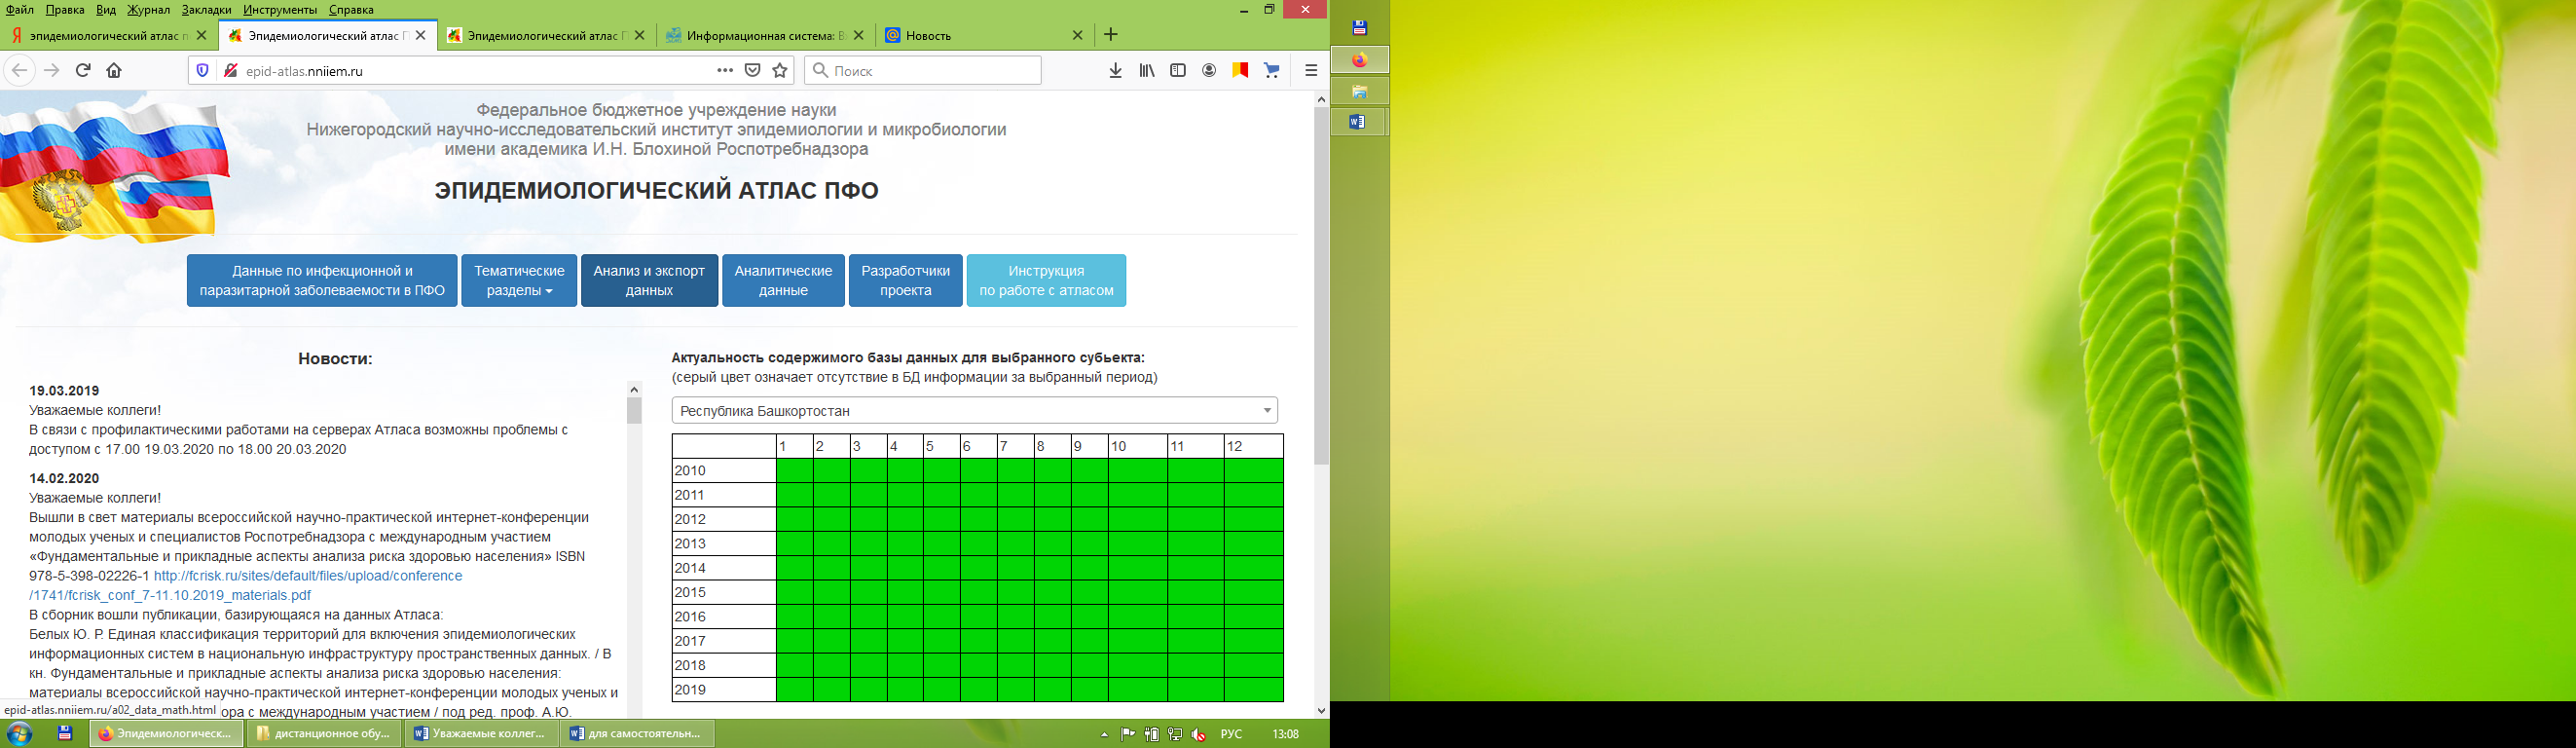 Файл Правка Вид Журнал Закладки Инструменты Справка
эпидемиологический атлас п
Эпидемиологический атлас П
Эпидемиологический атлас П
Информационная система: В
Новость
epid-atlas.nniiem.ru
Поиск
Федеральное бюджетное учреждение науки
Нижегородский научно-исследовательский институт эпидемиологии и микробиологии
имени академика И.Н. Блохиной Роспотребнадзора
ЭПИДЕМИОЛОГИЧЕСКИЙ АТЛАС ПФО
Данные по инфекционной и
паразитарной заболеваемости в ПФО
Тематические
разделы
Анализ и экспорт
данных
Аналитические
данные
Разработчики
проекта
Инструкция
по работе с атласом
Новости:
19.03.2019
Уважаемые коллеги!
В связи с профилактическими работами на серверах Атласа возможны проблемы с
доступом с 17.00 19.03.2020 по 18.00 20.03.2020
14.02.2020
Уважаемые коллеги!
Вышли в свет материалы всероссийской научно-практической интернет-конференции
молодых ученых и специалистов Роспотребнадзора с международным участием
«Фундаментальные и прикладные аспекты анализа риска здоровью населения» ISBN
978-5-398-02226-1 http://fcrisk.ru/sites/default/files/upload/conference
/1741/fcrisk_conf_7-11.10.2019_materials.pdf
В сборник вошли публикации, базирующаяся на данных Атласа:
Белых Ю. Р. Единая классификация территорий для включения эпидемиологических
информационных систем в национальную инфраструктуру пространственных данных. / В
кн. Фундаментальные и прикладные аспекты анализа риска здоровью населения:
материалы всероссийской научно-практической интернет-конференции молодых ученых и
ора с международным участием / под ред. проф. А.Ю.
epid-atlas.nniiem.ru/a02_data_math.html
Актуальность содержимого базы данных для выбранного субъекта:
(серый цвет означает отсутствие в БД информации за выбранный период)
Республика Башкортостан
1 2 3 4 5 6 7 8 9 10 11 12
2010
2011
2012
2013
2014
2015
2016
2017
2018
2019
Эпидемиологическ...
дистанционное обу...
Уважаемые коллег...
для самостоятельн...
РУС
13:08